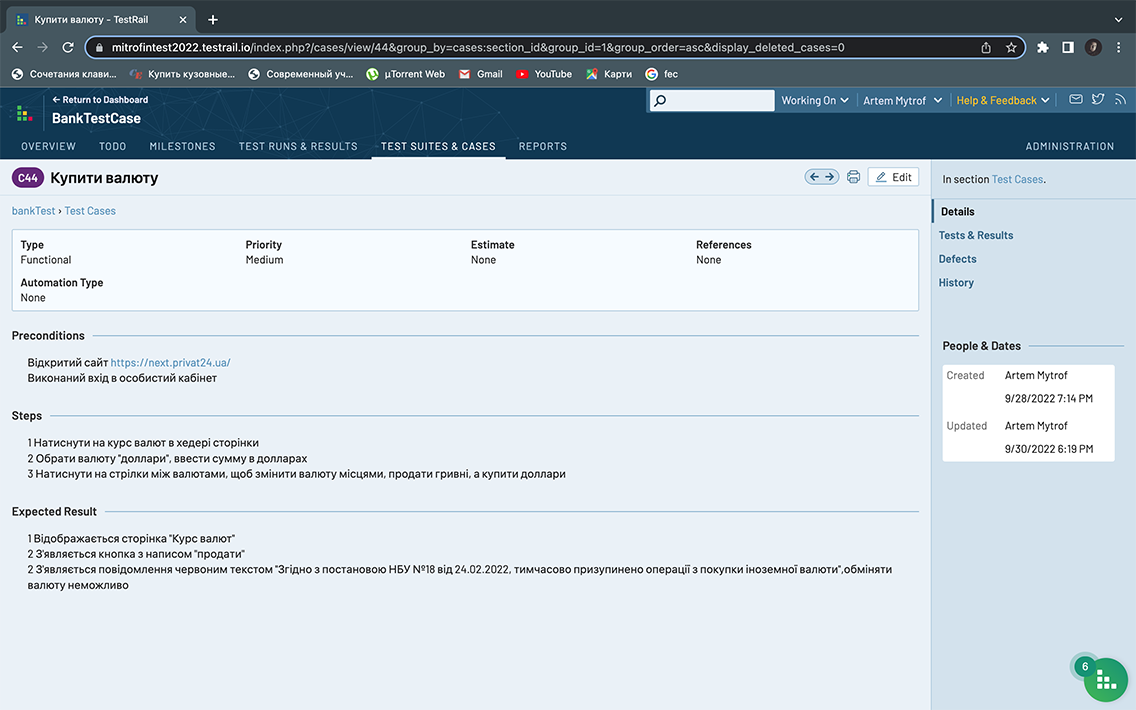 Купити валюту - TestRail
mitrofintest2022.testrail.io/index.php?/cases/view/44&group_by=cases:section_id&group_id=1&group_order=asc&display_deleted_cases=0
Сочетания клави... Купить кузовные... Современный уч... µTorrent Web Gmail YouTube Карти fec
← Return to Dashboard
BankTestCase
Working On Artem Mytrof Help & Feedback
OVERVIEW TODO MILESTONES TEST RUNS & RESULTS TEST SUITES & CASES REPORTS ADMINISTRATION
C44 Купити валюту
Edit
bankTest › Test Cases
Type Priority Estimate References
Functional Medium None None
Automation Type
None
Preconditions
Відкритий сайт https://next.privat24.ua/
Виконаний вхід в особистий кабінет
Steps
1 Натиснути на курс валют в хедері сторінки
2 Обрати валюту "доллари", ввести сумму в доларах
3 Натиснути на стрілки між валютами, щоб змінити валюту місцями, продати гривні, а купити доллари
Expected Result
1 Відображається сторінка "Курс валют"
2 З'являється кнопка з написом "продати"
2 З'являється повідомлення червоним текстом "Згідно з постановою НБУ №18 від 24.02.2022, тимчасово призупинено операції з покупки іноземної валюти",обміняти
валюту неможливо
In section Test Cases.
Details
Tests & Results
Defects
History
People & Dates
Created Artem Mytrof
9/28/2022 7:14 PM
Updated Artem Mytrof
9/30/2022 6:19 PM
6